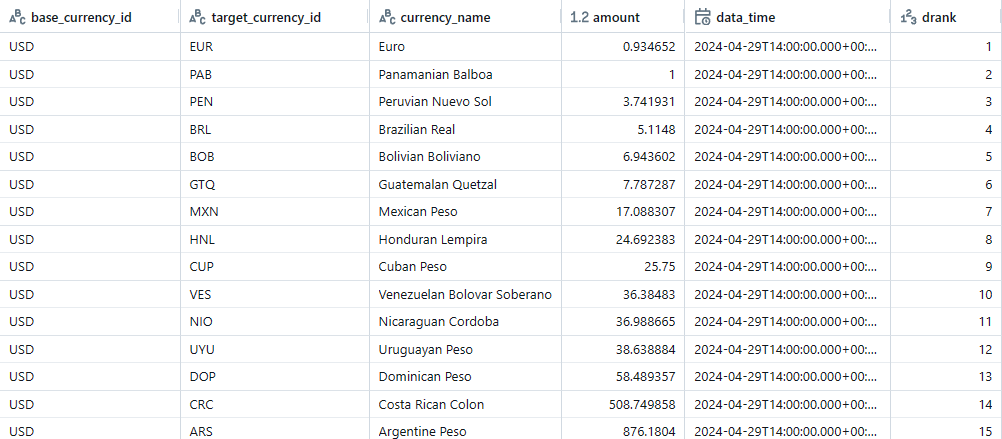 base_currency_id target_currency_id currency_name 1.2 amount data_time 123 drank
USD EUR Euro 0.934652 2024-04-29T14:00:00.000+00:... 1
USD PAB Panamanian Balboa 1 2024-04-29T14:00:00.000+00:... 2
USD PEN Peruvian Nuevo Sol 3.741931 2024-04-29T14:00:00.000+00:... 3
USD BRL Brazilian Real 5.1148 2024-04-29T14:00:00.000+00:... 4
USD BOB Bolivian Boliviano 6.943602 2024-04-29T14:00:00.000+00:... 5
USD GTQ Guatemalan Quetzal 7.787287 2024-04-29T14:00:00.000+00:... 6
USD MXN Mexican Peso 17.088307 2024-04-29T14:00:00.000+00:... 7
USD HNL Honduran Lempira 24.692383 2024-04-29T14:00:00.000+00:... 8
USD CUP Cuban Peso 25.75 2024-04-29T14:00:00.000+00:... 9
USD VES Venezuelan Bolovar Soberano 36.38483 2024-04-29T14:00:00.000+00:... 10
USD NIO Nicaraguan Cordoba 36.988665 2024-04-29T14:00:00.000+00:... 11
USD UYU Uruguayan Peso 38.638884 2024-04-29T14:00:00.000+00:... 12
USD DOP Dominican Peso 58.489357 2024-04-29T14:00:00.000+00:... 13
USD CRC Costa Rican Colon 508.749858 2024-04-29T14:00:00.000+00:... 14
USD ARS Argentine Peso 876.1804 2024-04-29T14:00:00.000+00:... 15